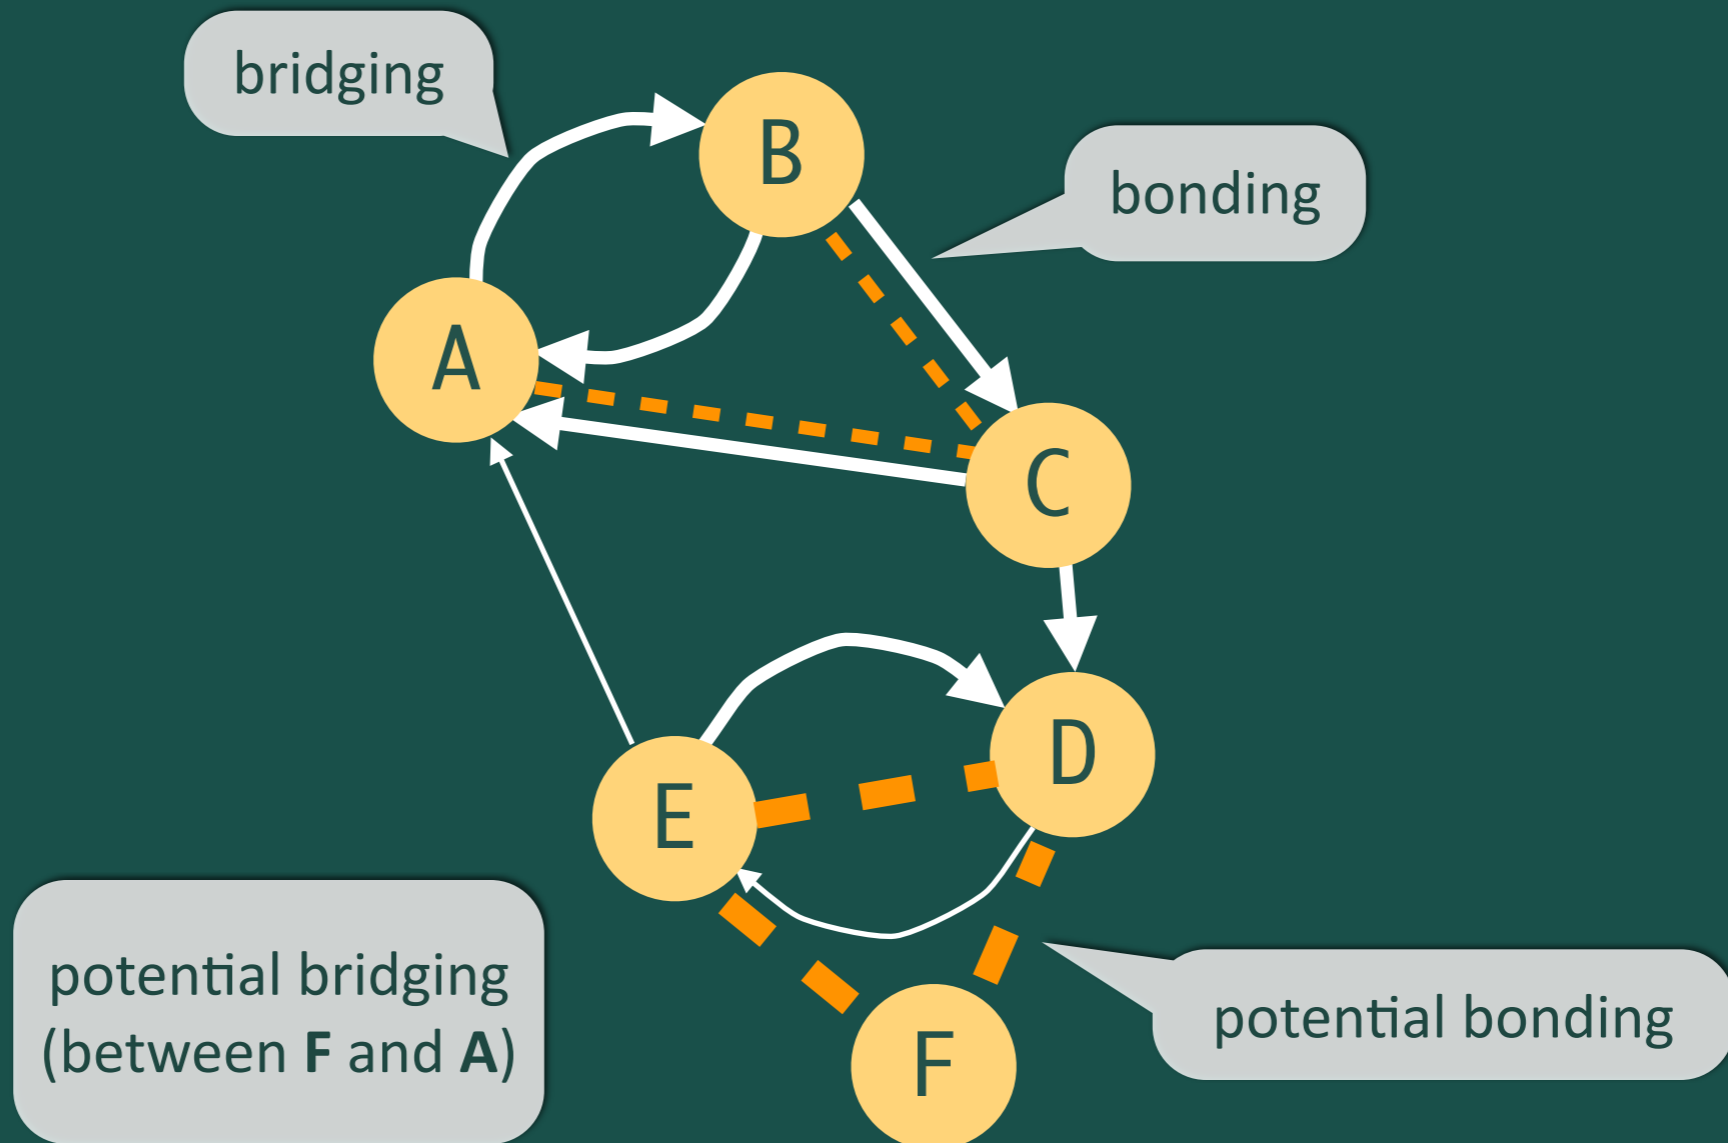 bridging
B
bonding
A
C
D
E
potential bridging
(between F and A)
potential bonding
F